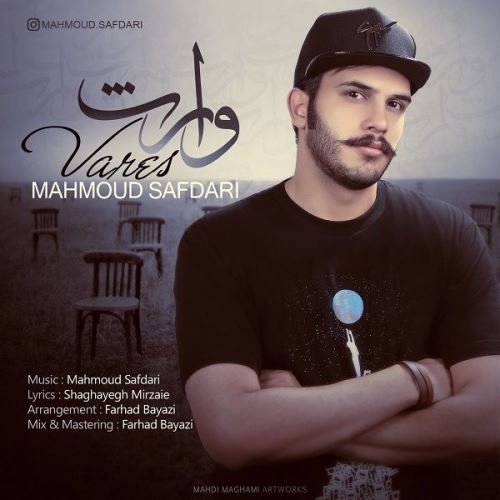 MAHMOUD.SAFDARI
وارث
Vares
MAHMOUD SAFDARI
Music : Mahmoud Safdari
Lyrics : Shaghayegh Mirzaie
Arrangement : Farhad Bayazi
Mix & Mastering : Farhad Bayazi
MAHDI MAGHAMI ARTWORKS